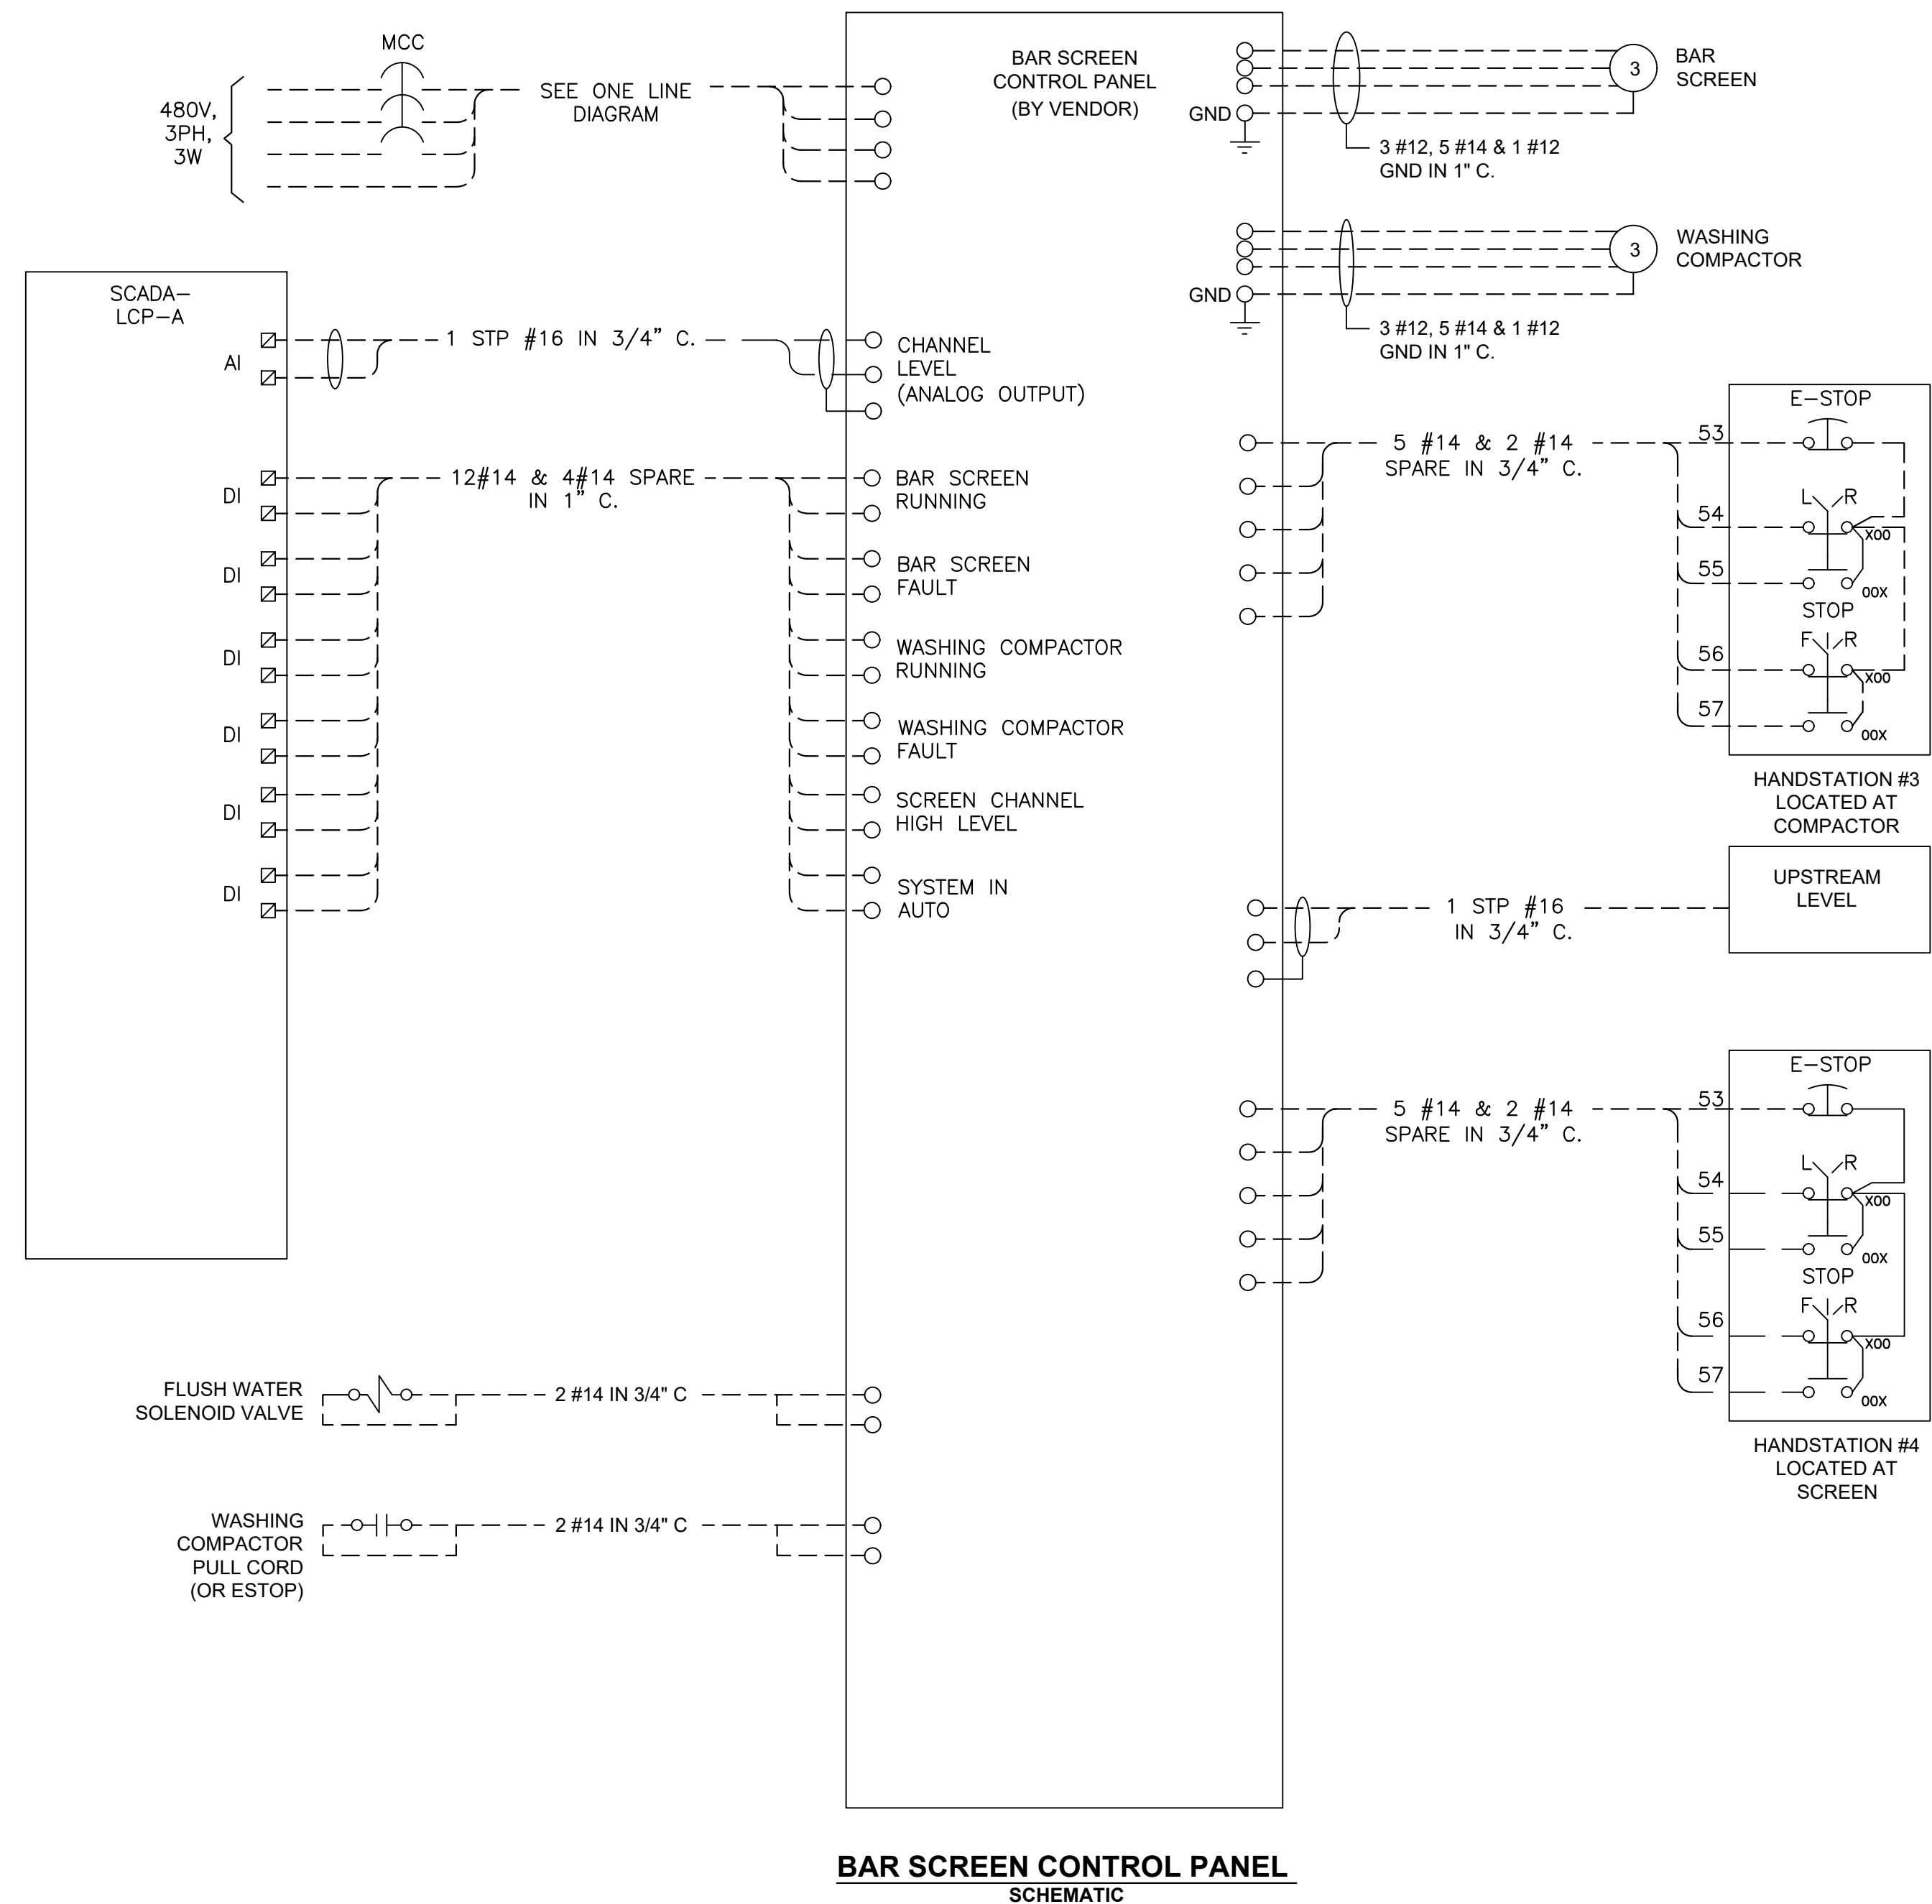 MCC
480V,
3PH,
3W
SEE ONE LINE
DIAGRAM
BAR SCREEN
CONTROL PANEL
(BY VENDOR)
GND
BAR
SCREEN
3
3 #12, 5 #14 & 1 #12
GND IN 1" C.
GND
WASHING
COMPACTOR
3
3 #12, 5 #14 & 1 #12
GND IN 1" C.
SCADA-
LCP-A
AI
1 STP #16 IN 3/4" C.
CHANNEL
LEVEL
(ANALOG OUTPUT)
DI
DI
DI
DI
DI
DI
12#14 & 4#14 SPARE
IN 1" C.
BAR SCREEN
RUNNING
BAR SCREEN
FAULT
WASHING COMPACTOR
RUNNING
WASHING COMPACTOR
FAULT
SCREEN CHANNEL
HIGH LEVEL
SYSTEM IN
AUTO
5 #14 & 2 #14
SPARE IN 3/4" C.
E-STOP
53
L R
54
X00
55
00X
STOP
F R
56
X00
57
00X
HANDSTATION #3
LOCATED AT
COMPACTOR
UPSTREAM
LEVEL
1 STP #16
IN 3/4" C.
5 #14 & 2 #14
SPARE IN 3/4" C.
E-STOP
53
L R
54
X00
55
00X
STOP
F R
56
X00
57
00X
HANDSTATION #4
LOCATED AT
SCREEN
FLUSH WATER
SOLENOID VALVE
2 #14 IN 3/4" C
WASHING
COMPACTOR
PULL CORD
(OR ESTOP)
2 #14 IN 3/4" C
BAR SCREEN CONTROL PANEL
SCHEMATIC